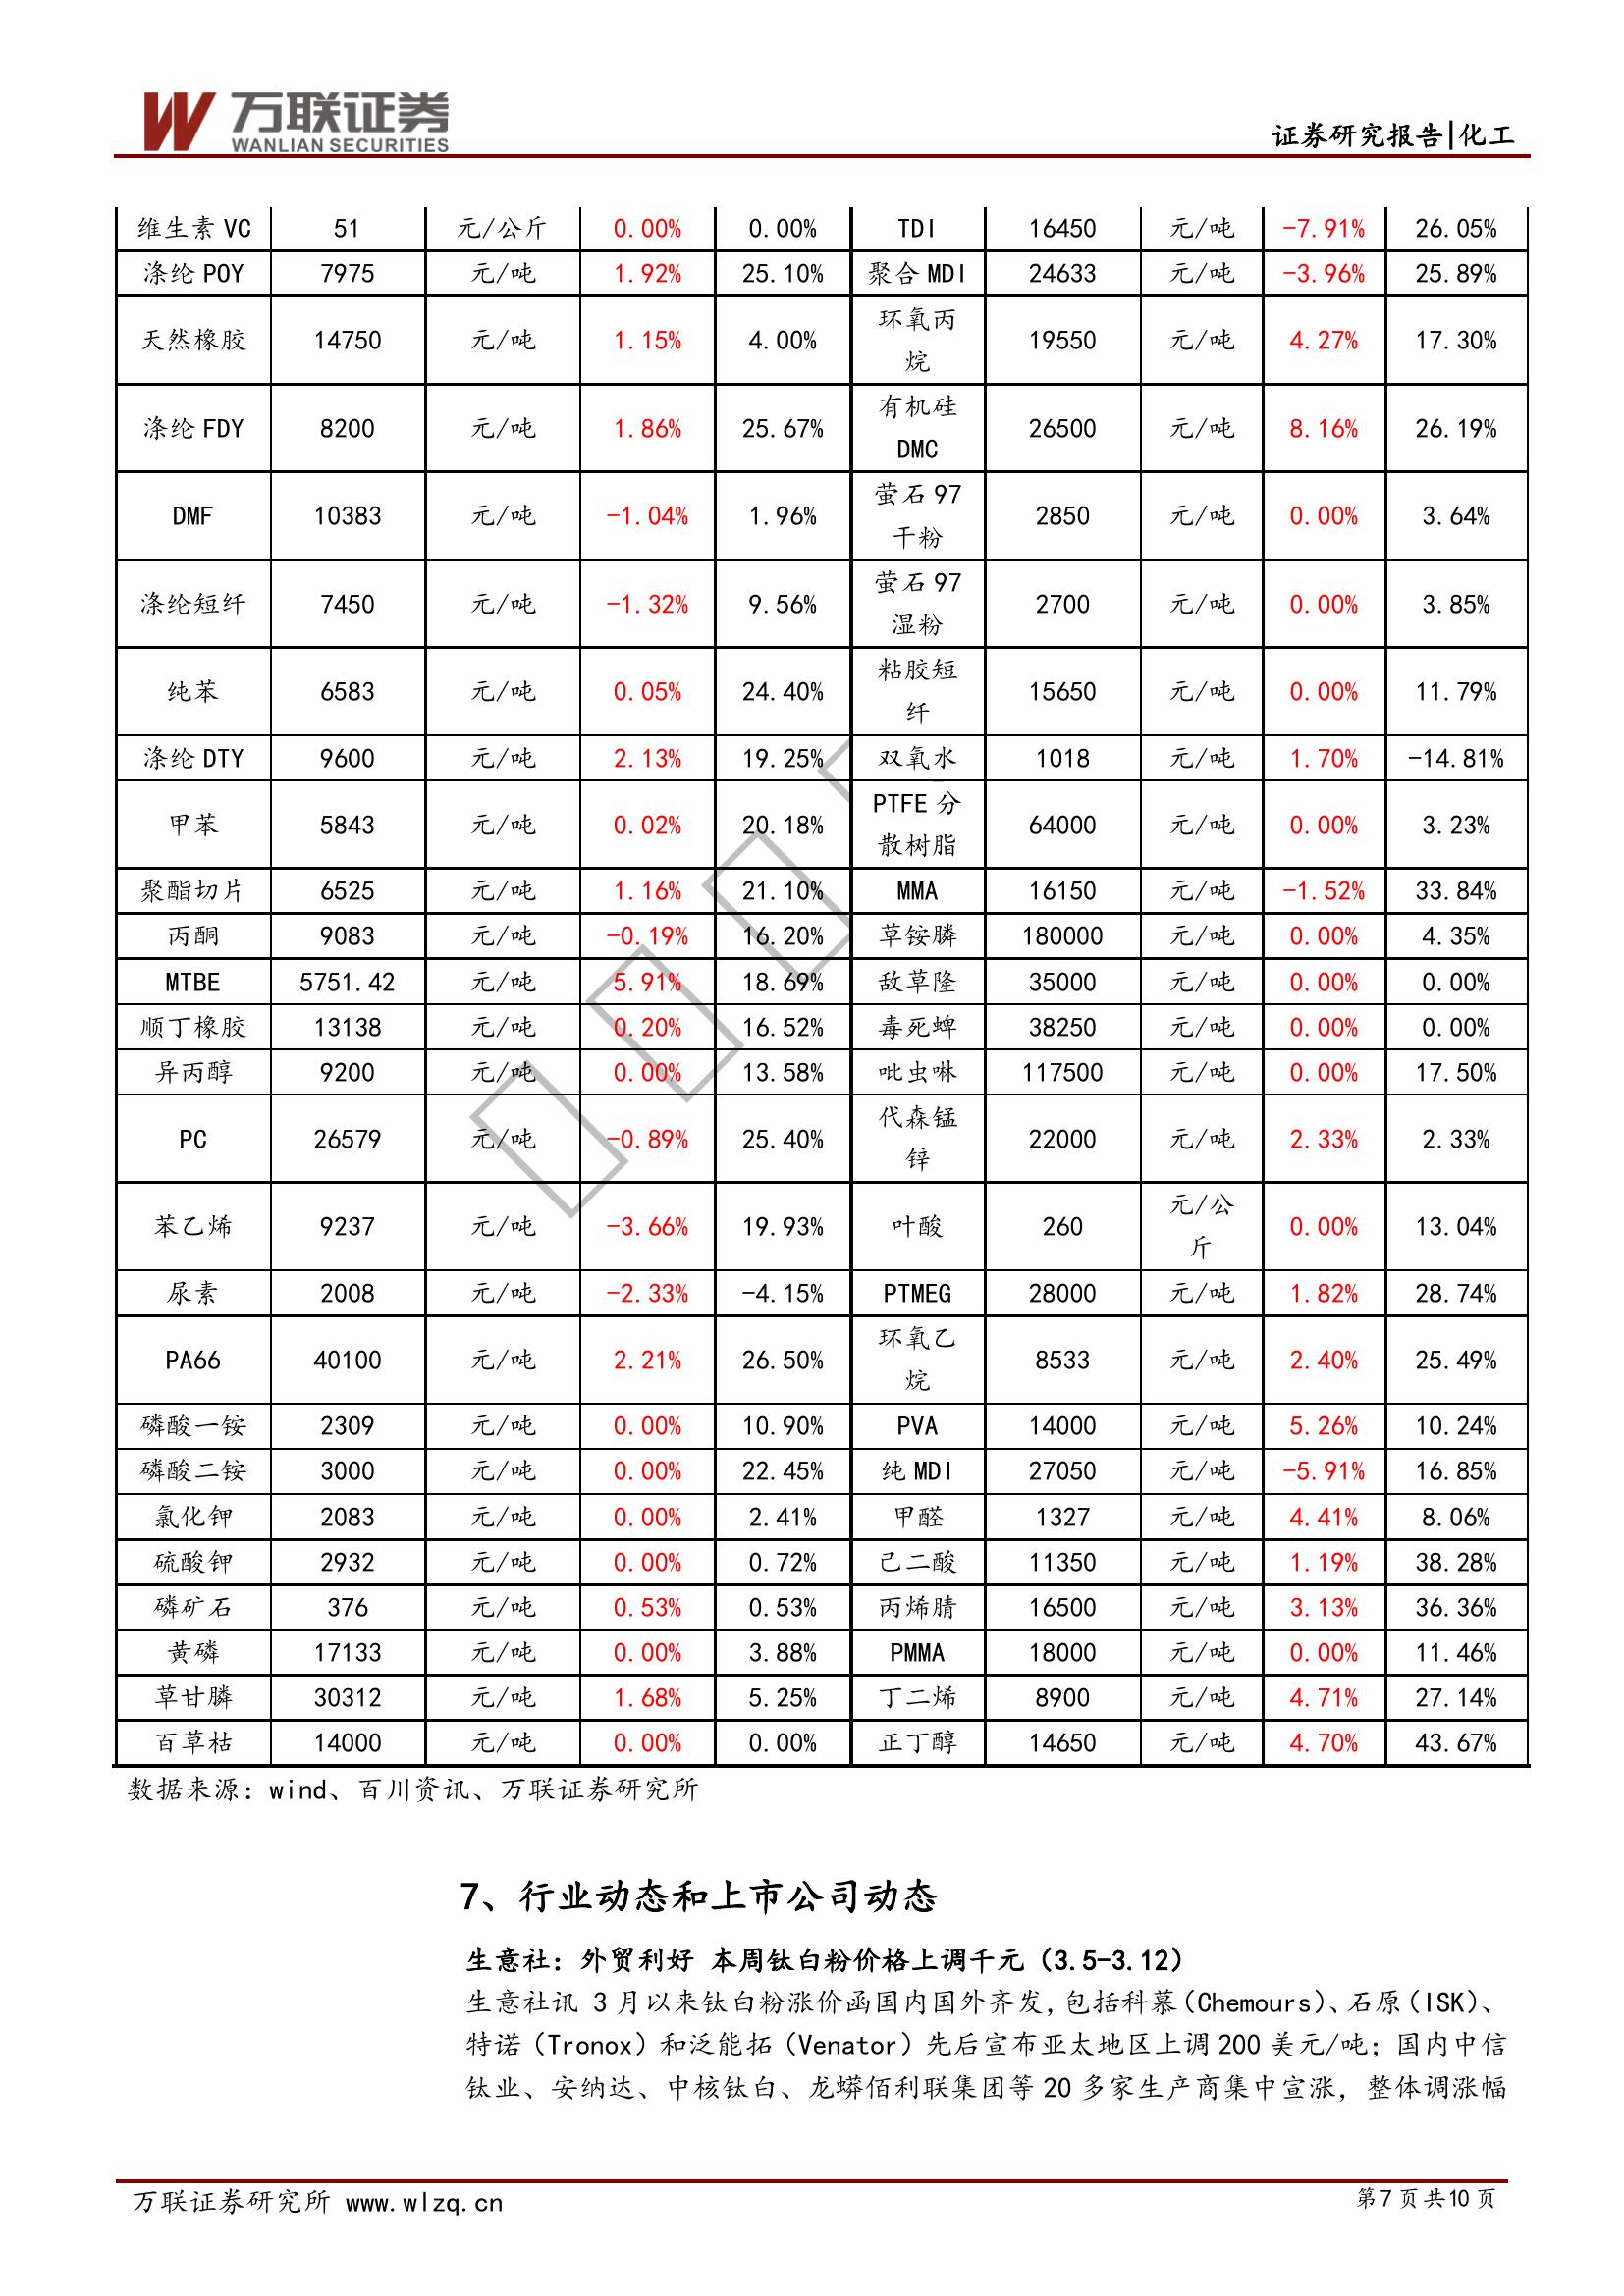 万联证券
WANLIAN SECURITIES
证券研究报告|化工
维生素 VC 51 元/公斤 0.00% 0.00% TDI 16450 元/吨 -7.91% 26.05%
涤纶 POY 7975 元/吨 1.92% 25.10% 聚合 MDI 24633 元/吨 -3.96% 25.89%
天然橡胶 14750 元/吨 1.15% 4.00% 环氧丙烷 19550 元/吨 4.27% 17.30%
涤纶 FDY 8200 元/吨 1.86% 25.67% 有机硅 DMC 26500 元/吨 8.16% 26.19%
DMF 10383 元/吨 -1.04% 1.96% 萤石 97 干粉 2850 元/吨 0.00% 3.64%
涤纶短纤 7450 元/吨 -1.32% 9.56% 萤石 97 湿粉 2700 元/吨 0.00% 3.85%
纯苯 6583 元/吨 0.05% 24.40% 粘胶短纤 15650 元/吨 0.00% 11.79%
涤纶 DTY 9600 元/吨 2.13% 19.25% 双氧水 1018 元/吨 1.70% -14.81%
甲苯 5843 元/吨 0.02% 20.18% PTFE 分散树脂 64000 元/吨 0.00% 3.23%
聚酯切片 6525 元/吨 1.16% 21.10% MMA 16150 元/吨 -1.52% 33.84%
丙酮 9083 元/吨 -0.19% 16.20% 草铵膦 180000 元/吨 0.00% 4.35%
MTBE 5751.42 元/吨 5.91% 18.69% 敌草隆 35000 元/吨 0.00% 0.00%
顺丁橡胶 13138 元/吨 0.20% 16.52% 毒死蜱 38250 元/吨 0.00% 0.00%
异丙醇 9200 元/吨 0.00% 13.58% 吡虫啉 117500 元/吨 0.00% 17.50%
PC 26579 元/吨 -0.89% 25.40% 代森锰锌 22000 元/吨 2.33% 2.33%
苯乙烯 9237 元/吨 -3.66% 19.93% 叶酸 260 元/公斤 0.00% 13.04%
尿素 2008 元/吨 -2.33% -4.15% PTMEG 28000 元/吨 1.82% 28.74%
PA66 40100 元/吨 2.21% 26.50% 环氧乙烷 8533 元/吨 2.40% 25.49%
磷酸一铵 2309 元/吨 0.00% 10.90% PVA 14000 元/吨 5.26% 10.24%
磷酸二铵 3000 元/吨 0.00% 22.45% 纯 MDI 27050 元/吨 -5.91% 16.85%
氯化钾 2083 元/吨 0.00% 2.41% 甲醛 1327 元/吨 4.41% 8.06%
硫酸钾 2932 元/吨 0.00% 0.72% 己二酸 11350 元/吨 1.19% 38.28%
磷矿石 376 元/吨 0.53% 0.53% 丙烯腈 16500 元/吨 3.13% 36.36%
黄磷 17133 元/吨 0.00% 3.88% PMMA 18000 元/吨 0.00% 11.46%
草甘膦 30312 元/吨 1.68% 5.25% 丁二烯 8900 元/吨 4.71% 27.14%
百草枯 14000 元/吨 0.00% 0.00% 正丁醇 14650 元/吨 4.70% 43.67%
数据来源：wind、百川资讯、万联证券研究所
7、行业动态和上市公司动态
生意社：外贸利好 本周钛白粉价格上调千元（3.5-3.12）
生意社讯 3 月以来钛白粉涨价函国内国外齐发，包括科慕（Chemours）、石原（ISK）、
特诺（Tronox）和泛能拓（Venator）先后宣布亚太地区上调 200 美元/吨；国内中信
钛业、安纳达、中核钛白、龙蟒佰利联集团等 20 多家生产商集中宣涨，整体调涨幅
万联证券研究所 www.wlzq.cn 第 7 页 共 10 页